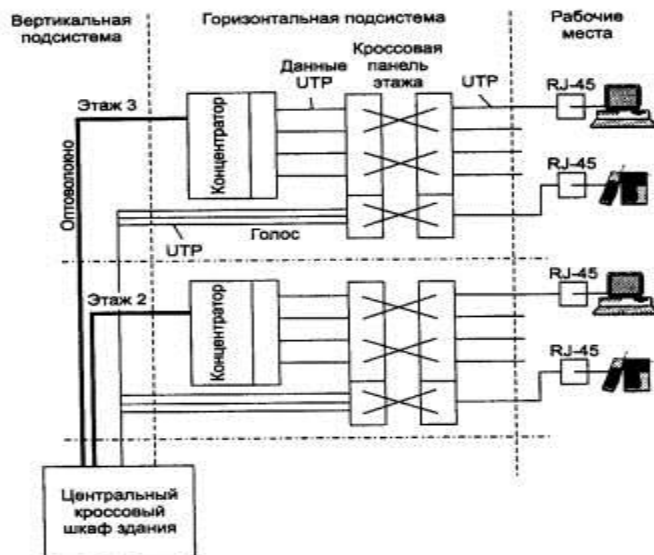 Вертикальная
подсистема
Горизонтальная подсистема
Рабочие
места
Данные
UTP
Кроссовая
панель
этажа
UTP
RJ-45
Этаж 3
Концентратор
Оптоволокно
RJ-45
UTP
Голос
Этаж 2
Концентратор
RJ-45
RJ-45
Центральный
кроссовый
шкаф здания